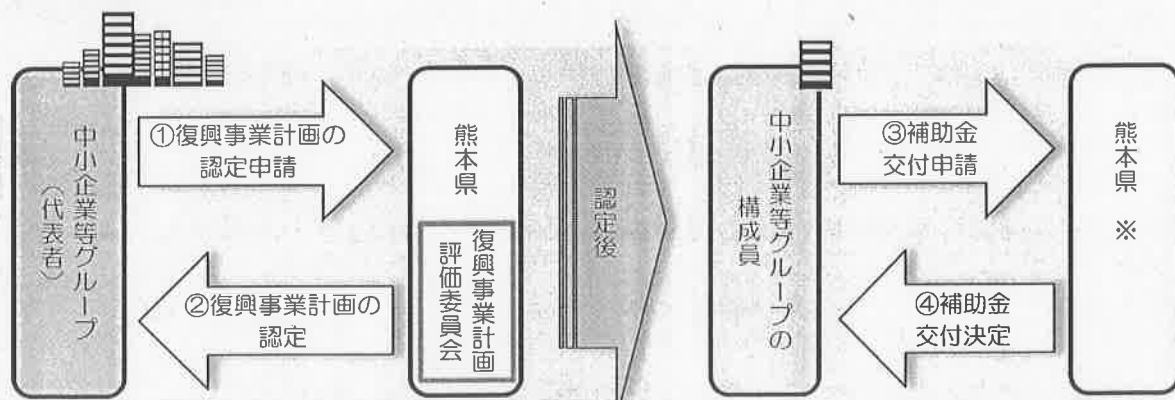 中小企業等グループ
（代表者）
①復興事業計画の
認定申請
②復興事業計画の
認定
熊本県
復興事業計画
評価委員会
認定後
中小企業等グループの
構成員
③補助金
交付申請
④補助金
交付決定
熊本県　※